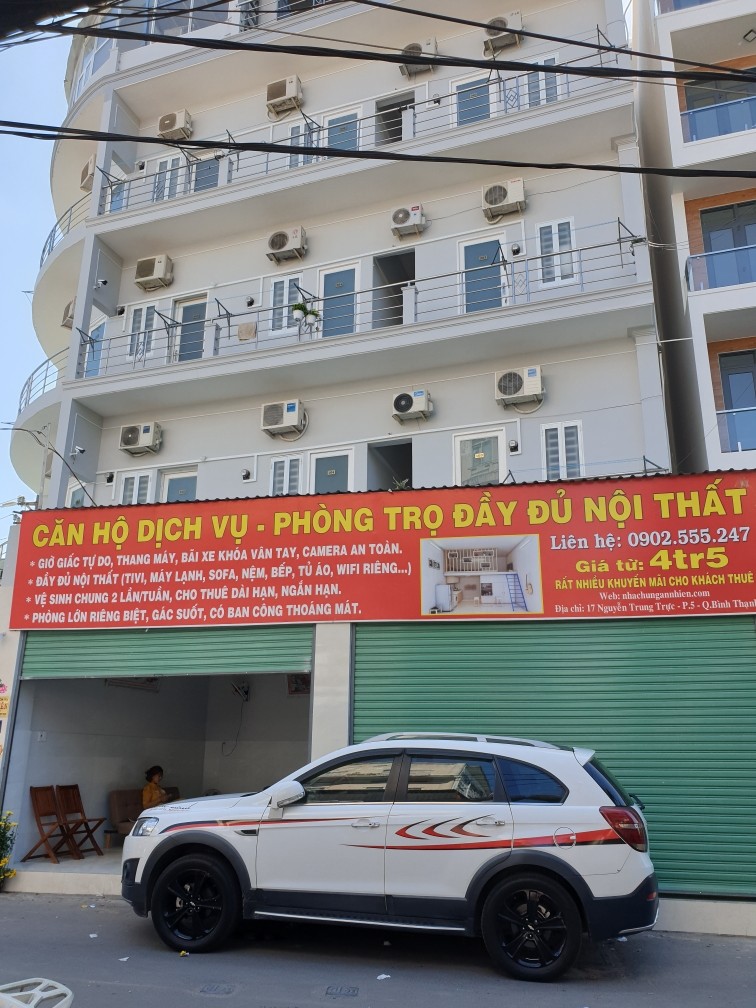 CĂN HỘ DỊCH VỤ - PHÒNG TRỌ ĐẦY ĐỦ NỘI THẤT
* GIỜ GIẤC TỰ DO, THANG MÁY, BÃI XE KHÓA VÂN TAY, CAMERA AN TOÀN.
* ĐẦY ĐỦ NỘI THẤT (TIVI, MÁY LẠNH, SOFA, NỆM, BẾP, TỦ ÁO, WIFI RIÊNG...)
* VỆ SINH CHUNG 2 LẦN/TUẦN, CHO THUÊ DÀI HẠN, NGẮN HẠN.
* PHÒNG LỚN RIÊNG BIỆT, GÁC SUỐT, CÓ BAN CÔNG THOÁNG MÁT.
Liên hệ: 0902.555.247
Giá từ: 4tr5
RẤT NHIỀU KHUYẾN MÃI CHO KHÁCH THUÊ
Web: nhachungannhien.com
Địa chỉ: 17 Nguyễn Trung Trực - P.5 - Q.Bình Thạnh